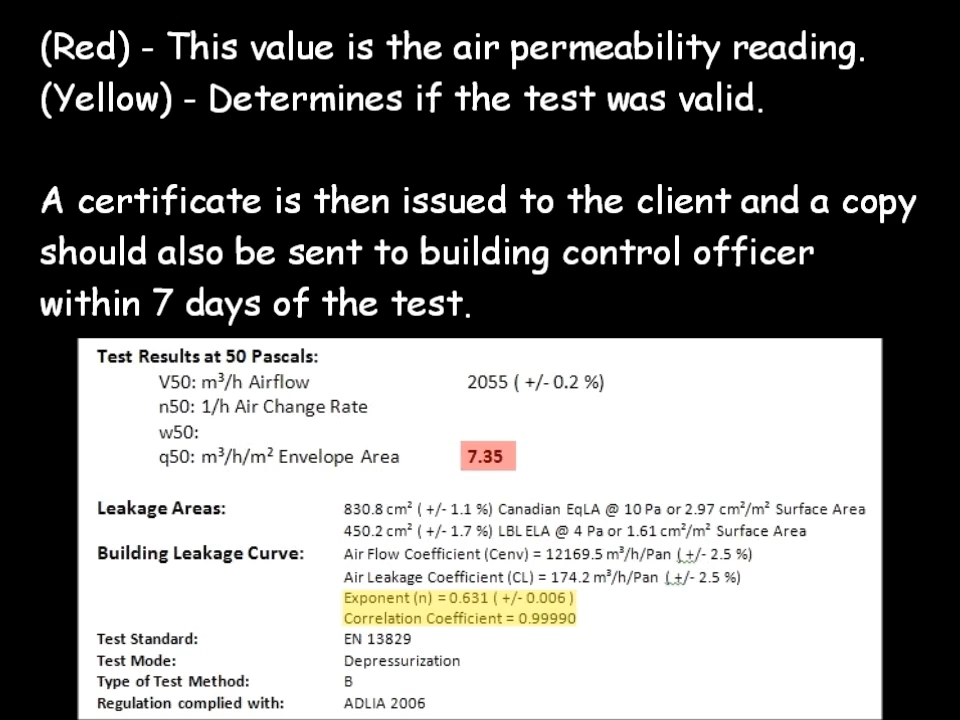 (Red) - This value is the air permeability reading.
(Yellow) - Determines if the test was valid.
A certificate is then issued to the client and a copy
should also be sent to building control officer
within 7 days of the test.
Test Results at 50 Pascals:
V50: m³/h Airflow 2055 ( +/- 0.2 %)
n50: 1/h Air Change Rate
w50:
q50: m³/h/m² Envelope Area 7.35
Leakage Areas: 830.8 cm² ( +/- 1.1 %) Canadian EqLA @ 10 Pa or 2.97 cm²/m² Surface Area
450.2 cm² ( +/- 1.7 %) LBL ELA @ 4 Pa or 1.61 cm²/m² Surface Area
Building Leakage Curve: Air Flow Coefficient (Cenv) = 12169.5 m³/h/Pan ( +/- 2.5 %)
Air Leakage Coefficient (CL) = 174.2 m³/h/Pan ( +/- 2.5 %)
Exponent (n) = 0.631 ( +/- 0.006 )
Correlation Coefficient = 0.99990
Test Standard: EN 13829
Test Mode: Depressurization
Type of Test Method: B
Regulation complied with: ADLIA 2006